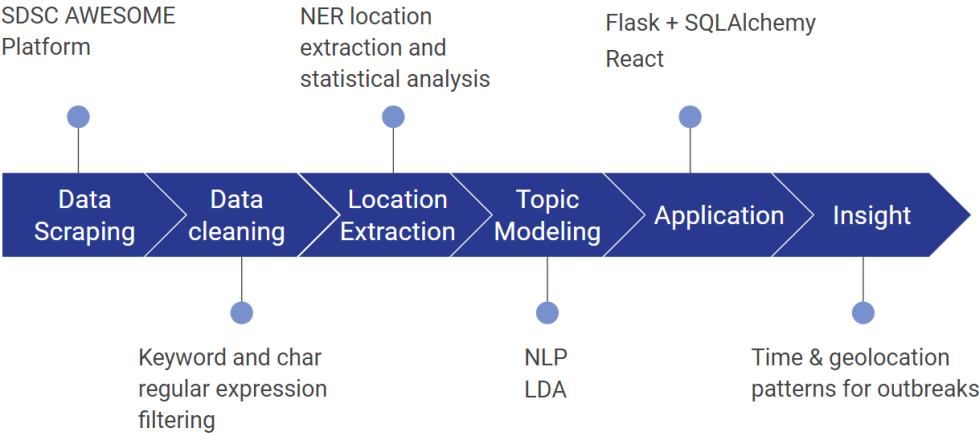 SDSC AWESOME
Platform
NER location
extraction and
statistical analysis
Flask + SQLAlchemy
React
Data
Scraping
Data
cleaning
Location
Extraction
Topic
Modeling
Application
Insight
Keyword and char
regular expression
filtering
NLP
LDA
Time & geolocation
patterns for outbreaks